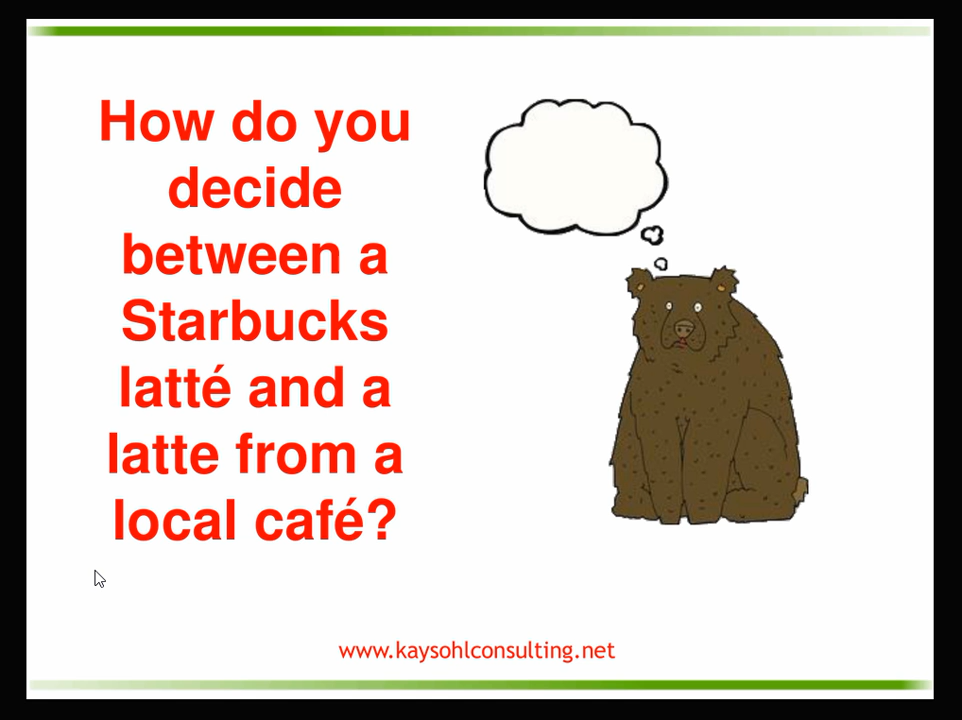 How do you
decide
between a
Starbucks
latté and a
latte from a
local café?
www.kaysohlconsulting.net